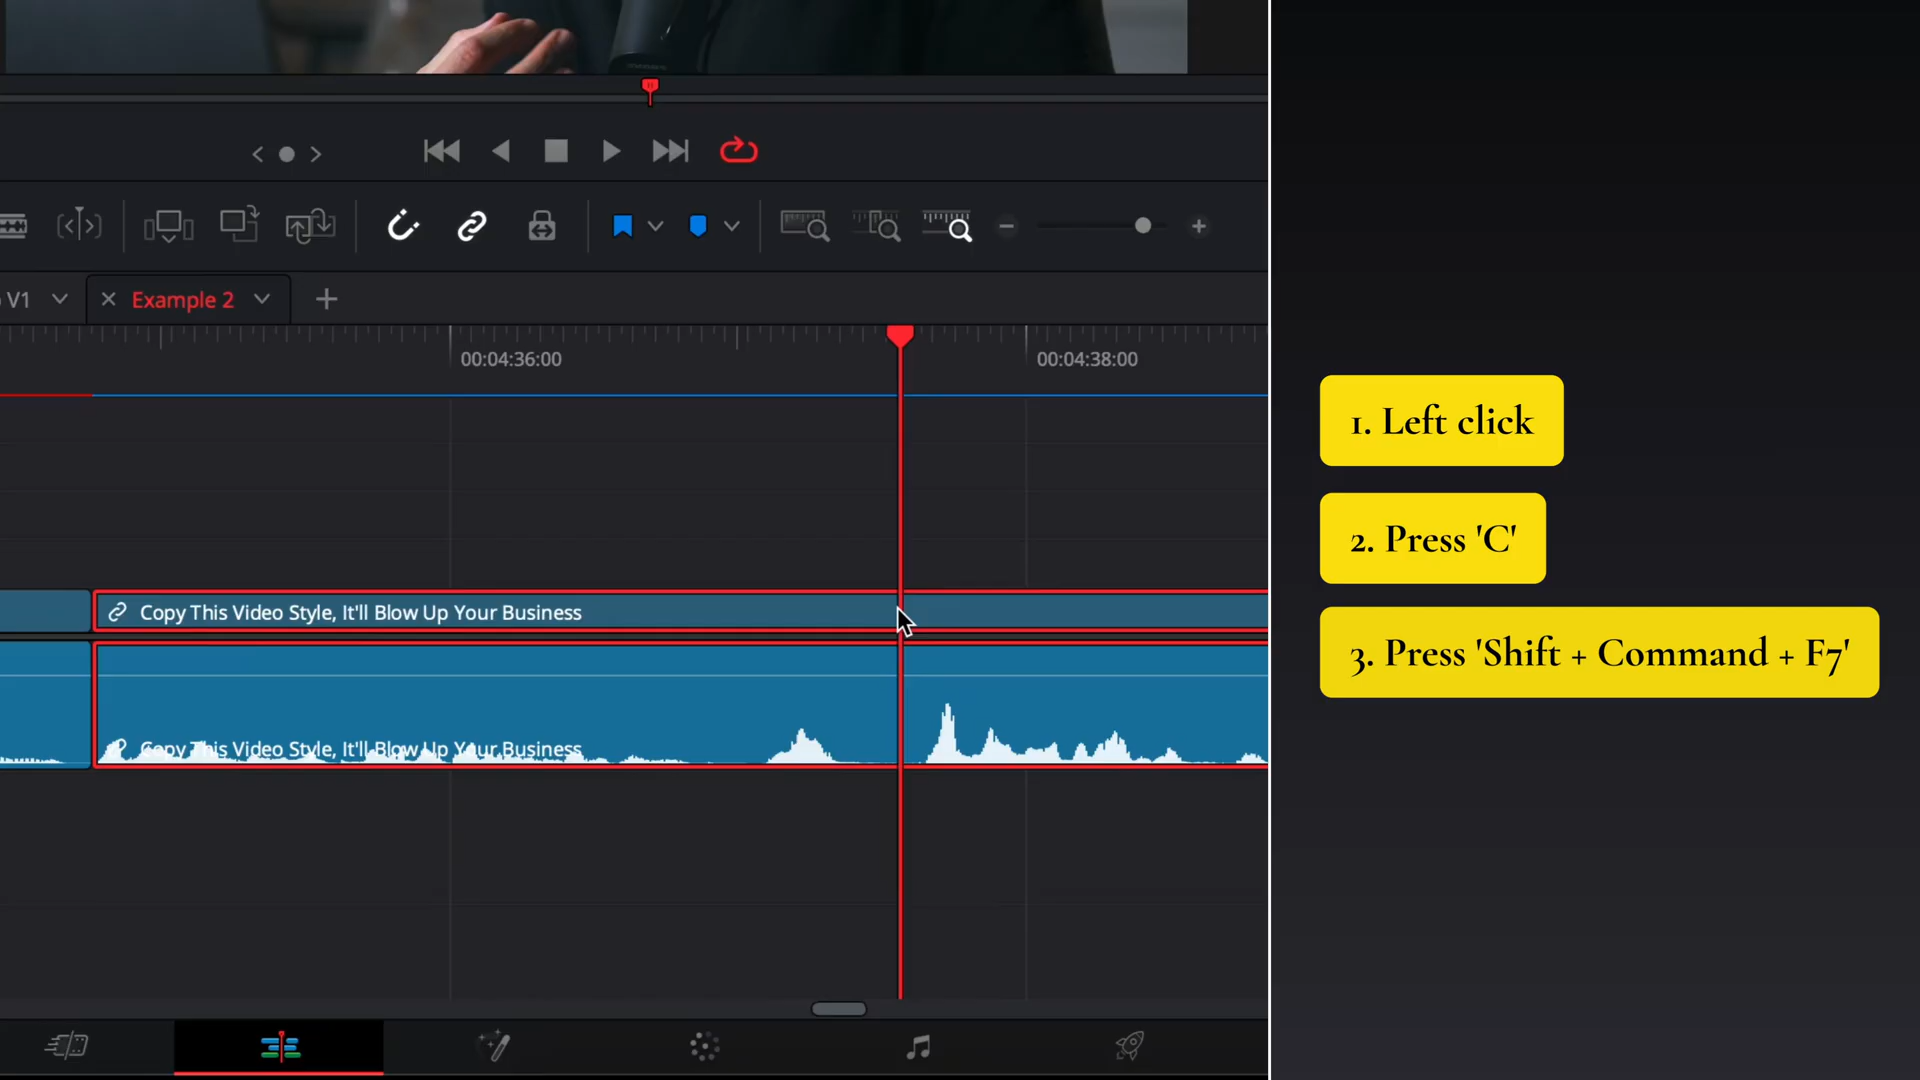 V1
Example 2
00:04:36:00
00:04:38:00
Copy This Video Style, It'll Blow Up Your Business
Copy This Video Style, It'll Blow Up Your Business
1. Left click
2. Press 'C'
3. Press 'Shift + Command + F7'